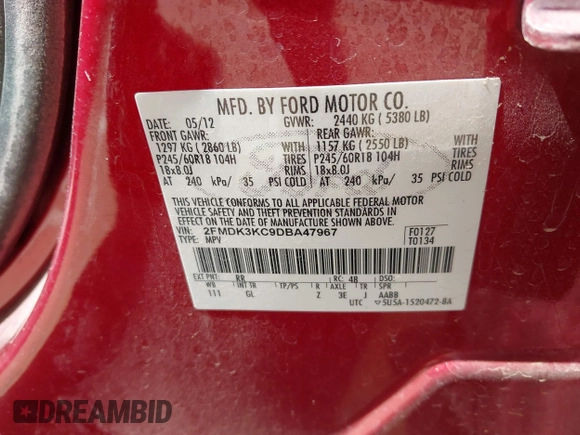 MFD. BY FORD MOTOR CO.
DATE: 05/12 GVWR: 2440 KG ( 5380 LB)
FRONT GAWR: REAR GAWR:
1297 KG (2860 LB) WITH 1157 KG (2550 LB) WITH
P245/60R18 104H TIRES P245/60R18 104H TIRES
18x8.0J RIMS 18x8.0J RIMS
AT 240 kPa/ 35 PSI COLD AT 240 kPa/ 35 PSI COLD
THIS VEHICLE CONFORMS TO ALL APPLICABLE FEDERAL MOTOR
VEHICLE SAFETY AND THEFT PREVENTION STANDARDS IN
EFFECT ON THE DATE OF MANUFACTURE SHOWN ABOVE.
VIN: 2FMDK3KC9DBA47967 F0127
TYPE: MPV T0134
EXT PNT: RR RC: 48 DSO:
WB INT TR TP/PS R AXLE TR SPR
111 GL Z 3E J AABB
UTC 5U5A-1520472-BA
DREAMBID